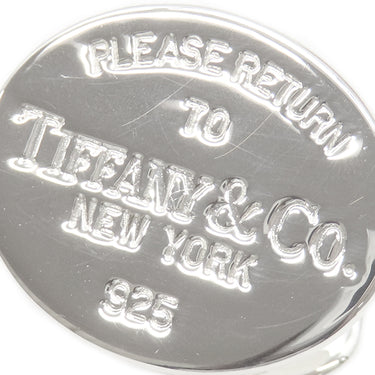 PLEASE RETURN
TO
TIFFANY & CO.
NEW YORK
925